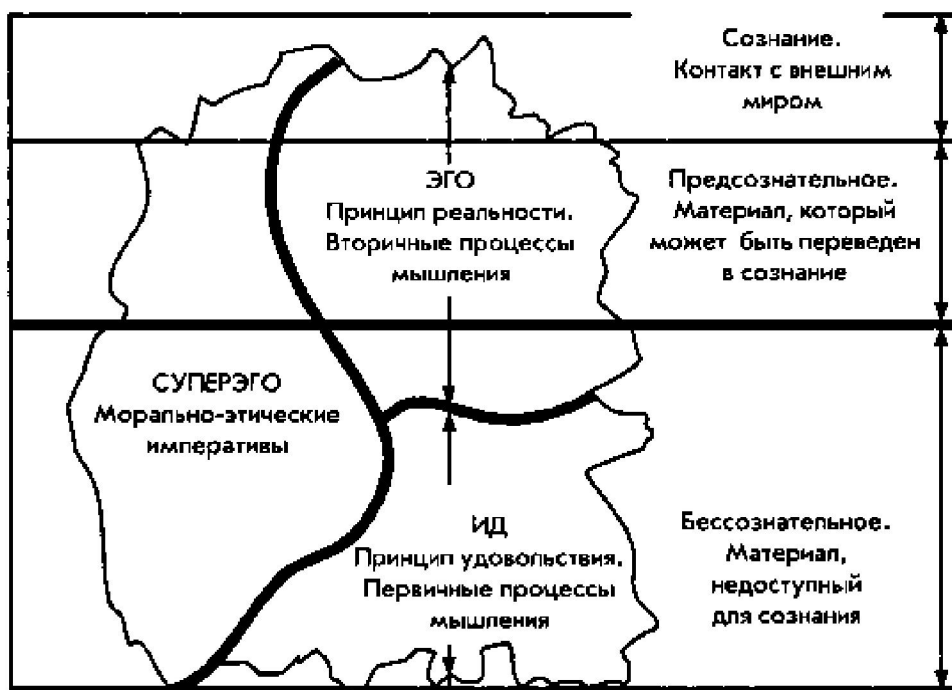 Сознание.
Контакт с внешним
миром
ЭГО
Принцип реальности.
Вторичные процессы
мышления
Предсознательное.
Материал, который
может быть переведен
в сознание
СУПЕРЭГО
Морально-этические
императивы
ИД
Принцип удовольствия.
Первичные процессы
мышления
Бессознательное.
Материал,
недоступный
для сознания